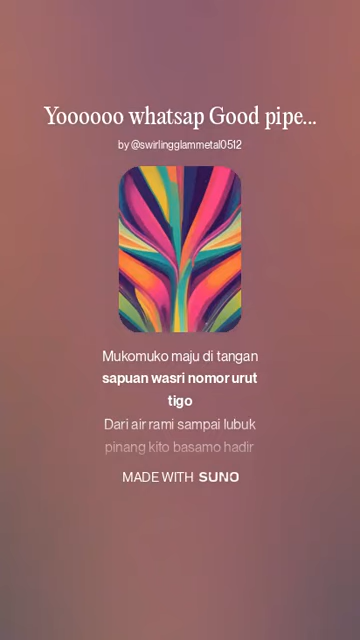 Yoooooo whatsap Good pipe...
by @swirlingglammetal0512
Mukomuko maju di tangan
sapuan wasri nomor urut
tigo
Dari air rami sampai lubuk
pinang kito basamo hadir
MADE WITH SUNO